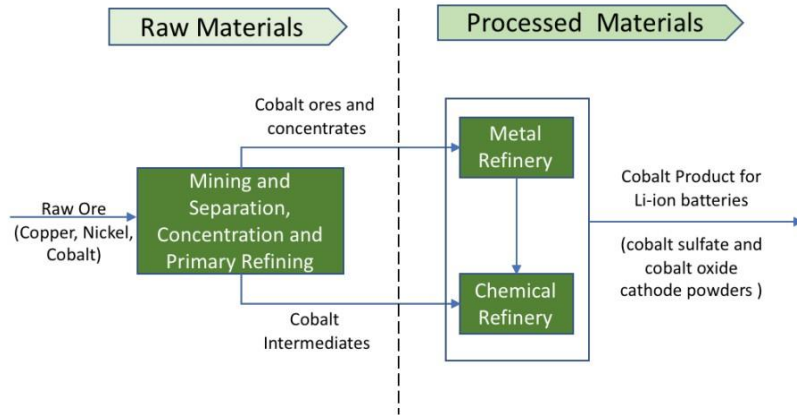 Raw Materials
Processed Materials
Cobalt ores and
concentrates
Raw Ore
(Copper, Nickel,
Cobalt)
Mining and
Separation,
Concentration and
Primary Refining
Cobalt
Intermediates
Metal
Refinery
Chemical
Refinery
Cobalt Product for
Li-ion batteries
(cobalt sulfate and
cobalt oxide
cathode powders )